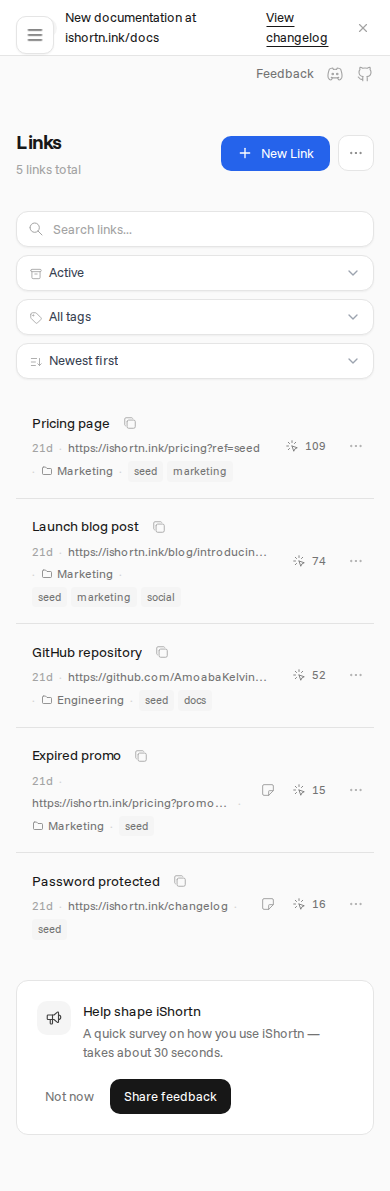 New documentation at
ishortn.ink/docs
View
changelog
Feedback
Links
5 links total
New Link
Search links...
Active
All tags
Newest first
Pricing page
21d · https://ishortn.ink/pricing?ref=seed
· Marketing · seed marketing
109
Launch blog post
21d · https://ishortn.ink/blog/introducin...
· Marketing ·
seed marketing social
74
GitHub repository
21d · https://github.com/AmoabaKelvin...
· Engineering · seed docs
52
Expired promo
21d ·
https://ishortn.ink/pricing?promo... ·
Marketing · seed
15
Password protected
21d · https://ishortn.ink/changelog ·
seed
16
Help shape iShortn
A quick survey on how you use iShortn —
takes about 30 seconds.
Not now
Share feedback